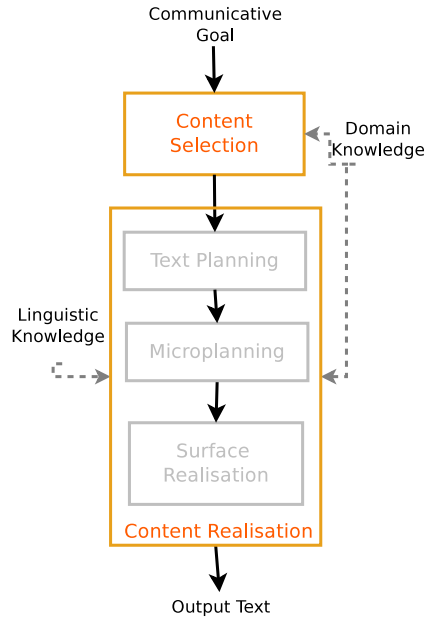 Communicative
Goal
Content
Selection
Domain
Knowledge
Text Planning
Linguistic
Knowledge
Microplanning
Surface
Realisation
Content Realisation
Output Text